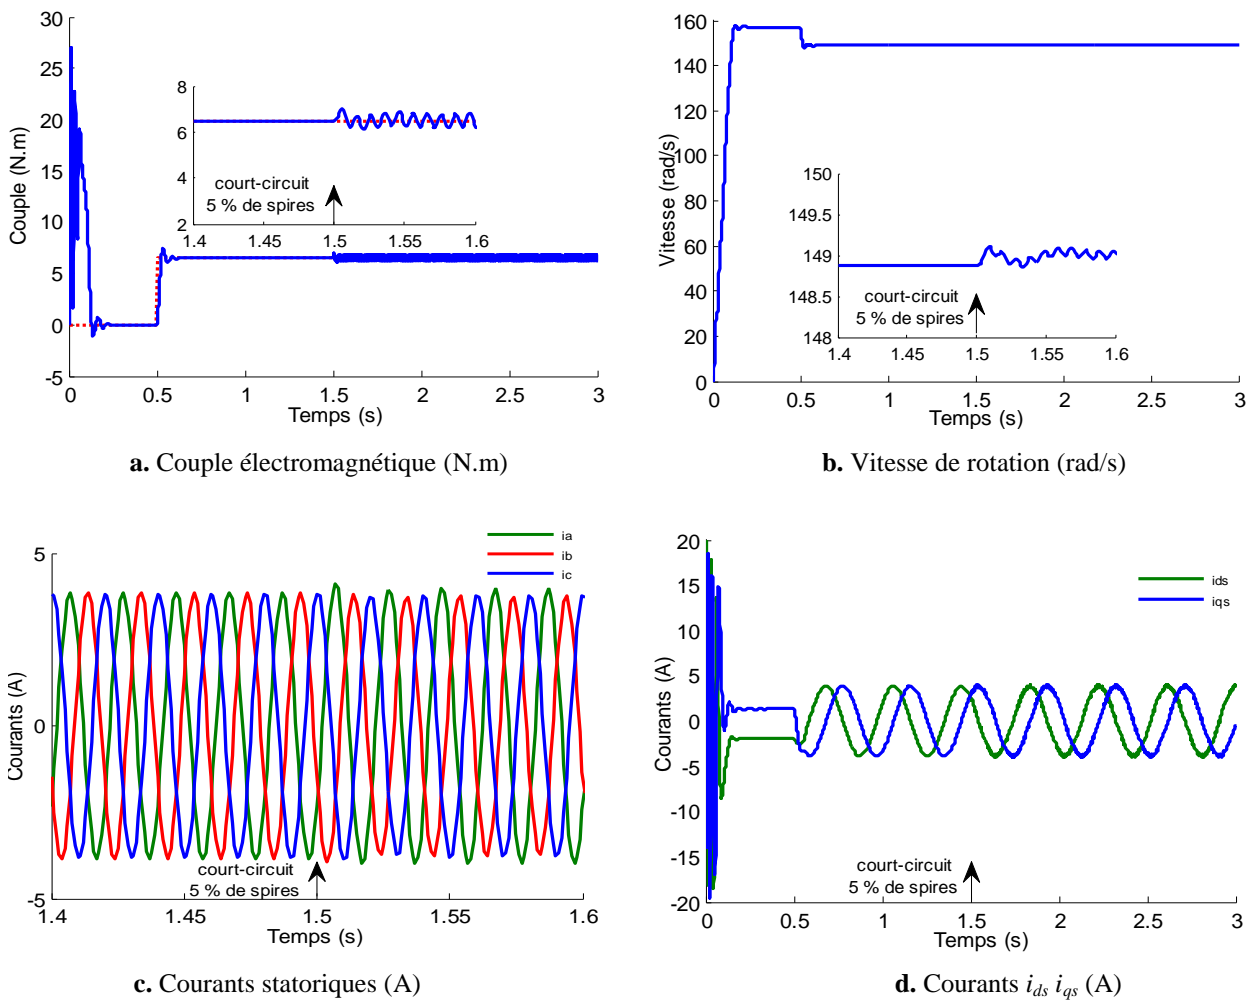 30
25
20
15
10
5
0
-5
Couple (N.m)
8
6
4
2
1.4
1.45
1.5
1.55
1.6
court-circuit
5 % de spires
0
0.5
1
1.5
2
2.5
3
Temps (s)
a. Couple électromagnétique (N.m)
160
140
120
100
80
60
40
20
0
Vitesse (rad/s)
150
149.5
149
148.5
148
1.4
1.45
1.5
1.55
1.6
court-circuit
5 % de spires
0
0.5
1
1.5
2
2.5
3
Temps (s)
b. Vitesse de rotation (rad/s)
ia
ib
ic
5
0
-5
Courants (A)
court-circuit
5 % de spires
1.4
1.45
1.5
1.55
1.6
Temps (s)
c. Courants statoriques (A)
20
15
10
5
0
-5
-10
-15
-20
Courants (A)
ids
iqs
court-circuit
5 % de spires
0
0.5
1
1.5
2
2.5
3
Temps (s)
d. Courants ids iqs (A)